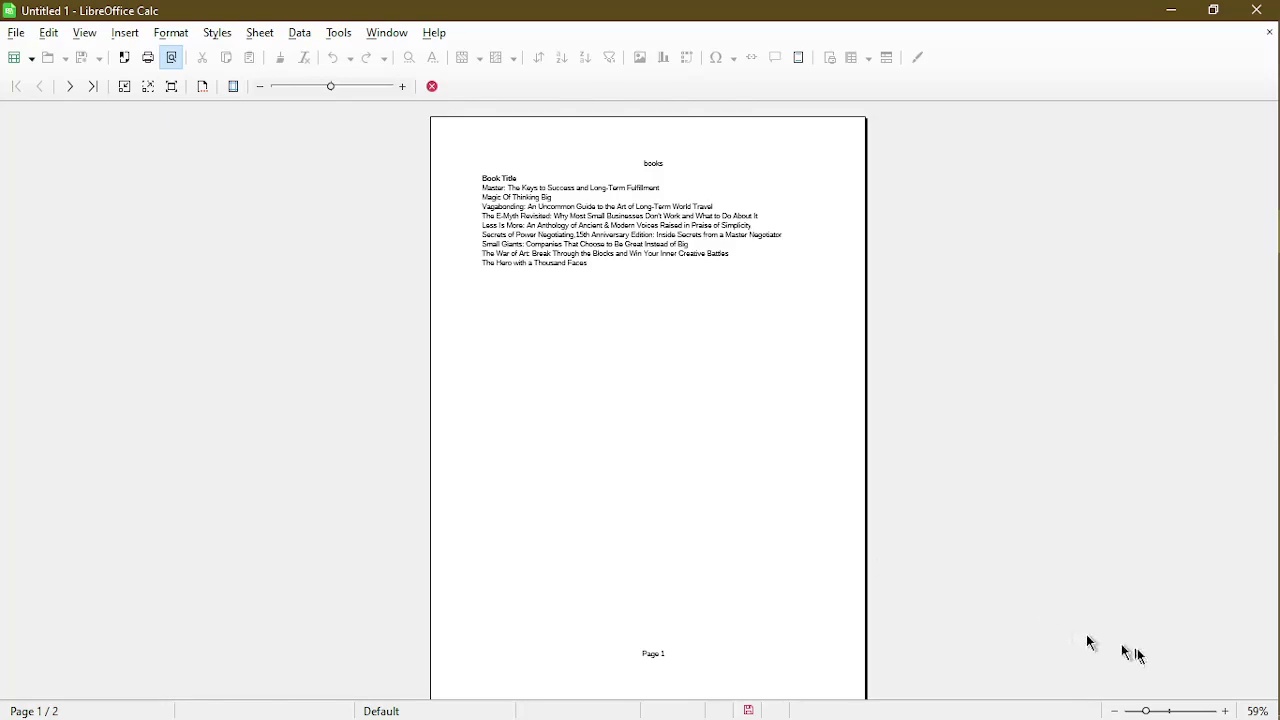 Untitled 1 - LibreOffice Calc
File Edit View Insert Format Styles Sheet Data Tools Window Help
books
Book Title
Master: The Keys to Success and Long-Term Fulfillment
Magic Of Thinking Big
Vagabonding: An Uncommon Guide to the Art of Long-Term World Travel
The E-Myth Revisited: Why Most Small Businesses Don't Work and What to Do About It
Less Is More: An Anthology of Ancient & Modern Voices Raised in Praise of Simplicity
Secrets of Power Negotiating,15th Anniversary Edition: Inside Secrets from a Master Negotiator
Small Giants: Companies That Choose to Be Great Instead of Big
The War of Art: Break Through the Blocks and Win Your Inner Creative Battles
The Hero with a Thousand Faces
Page 1
Page 1 / 2 Default 59%